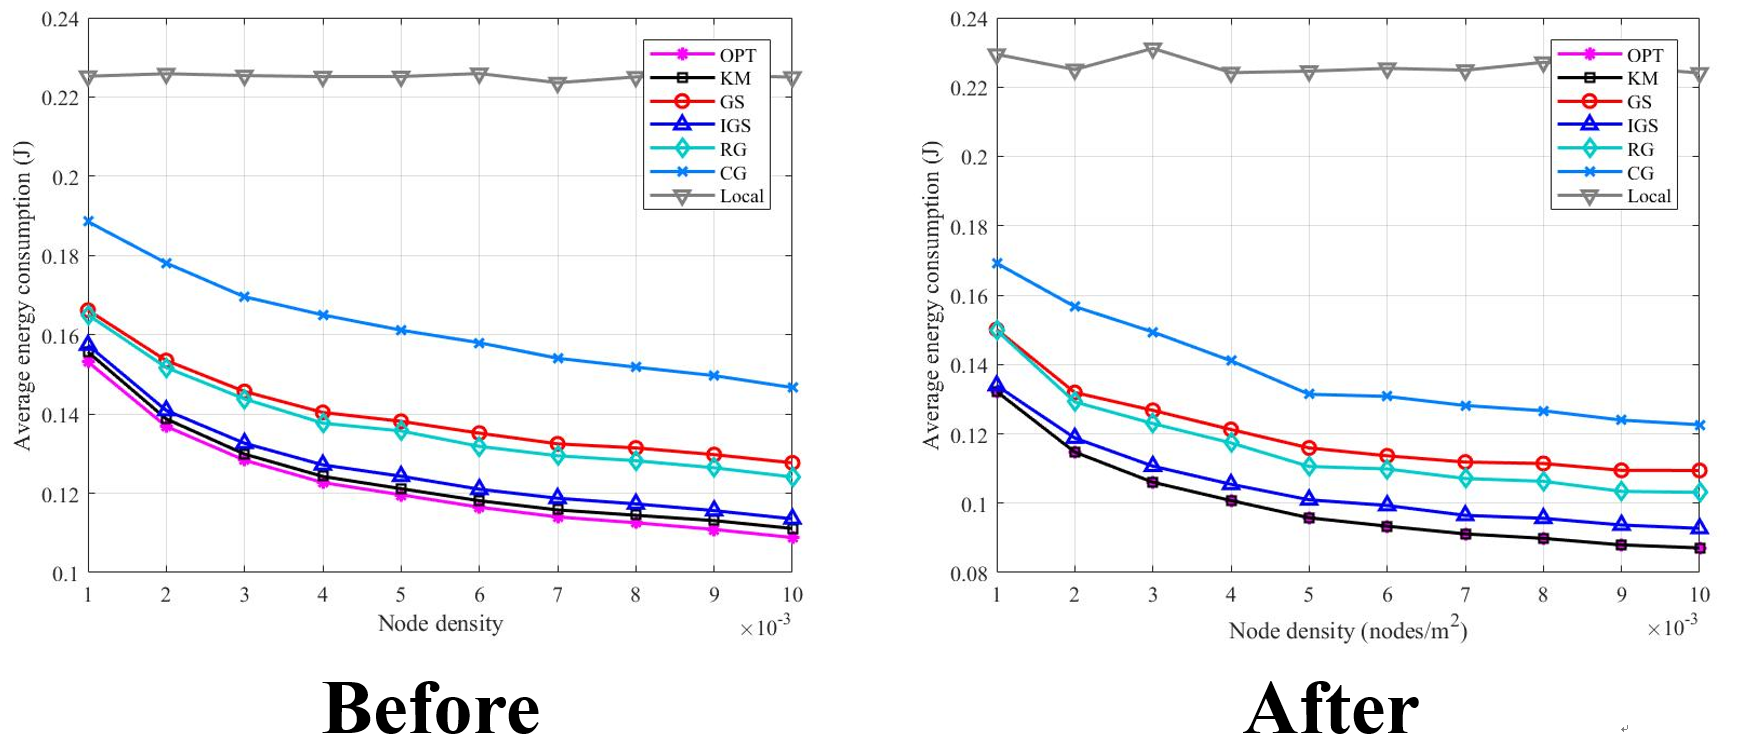 0.24
0.22
0.2
0.18
0.16
0.14
0.12
0.1
Average energy consumption (J)
1 2 3 4 5 6 7 8 9 10
Node density
×10⁻³
OPT
KM
GS
IGS
RG
CG
Local
Before
0.24
0.22
0.2
0.18
0.16
0.14
0.12
0.1
0.08
Average energy consumption (J)
1 2 3 4 5 6 7 8 9 10
Node density (nodes/m²)
×10⁻³
OPT
KM
GS
IGS
RG
CG
Local
After